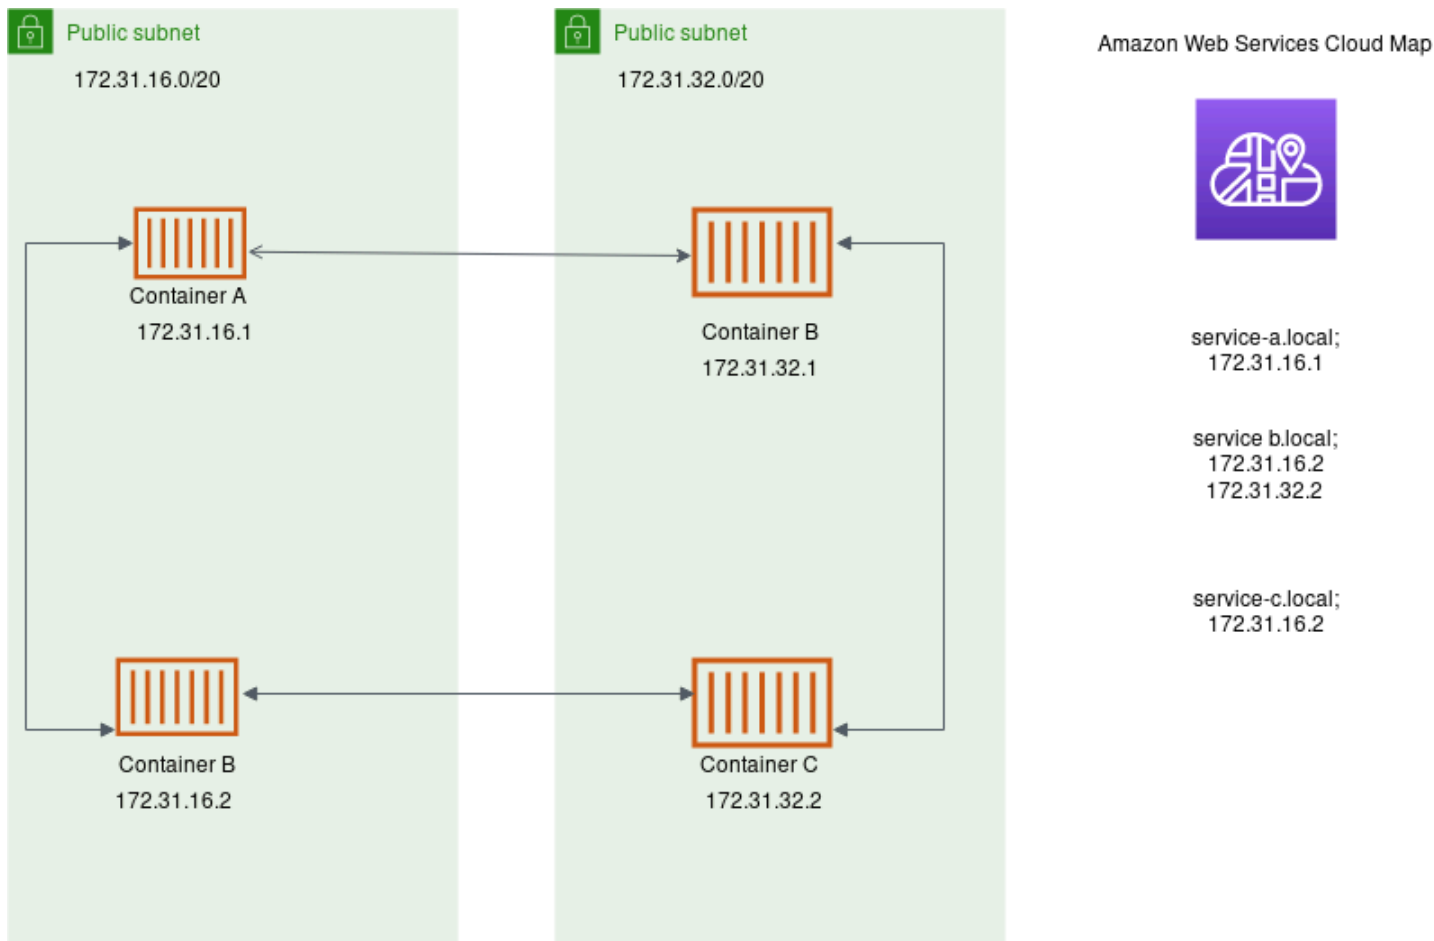 Public subnet
172.31.16.0/20
Container A
172.31.16.1
Container B
172.31.16.2
Public subnet
172.31.32.0/20
Container B
172.31.32.1
Container C
172.31.32.2
Amazon Web Services Cloud Map
service-a.local;
172.31.16.1
service b.local;
172.31.16.2
172.31.32.2
service-c.local;
172.31.16.2